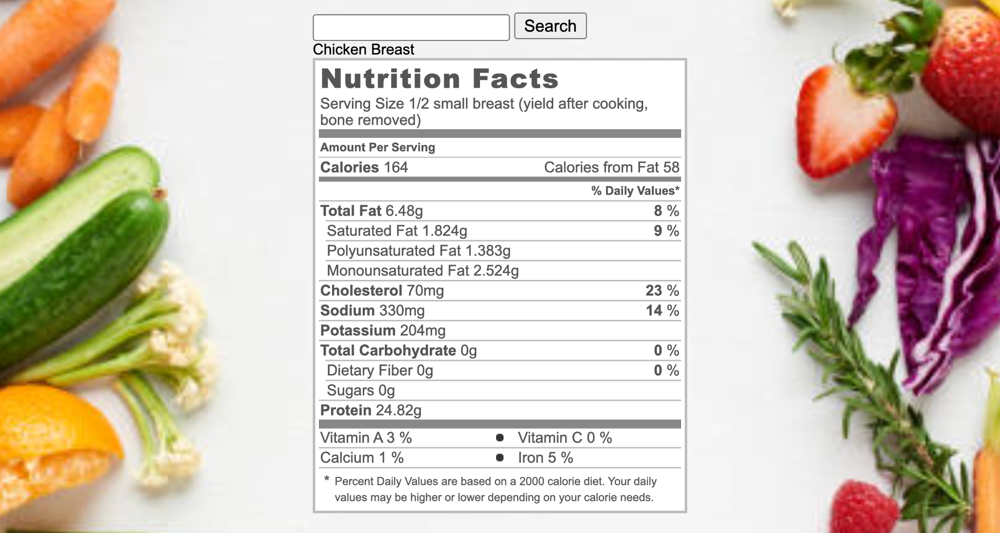 Search
Chicken Breast
Nutrition Facts
Serving Size 1/2 small breast (yield after cooking,
bone removed)
Amount Per Serving
Calories 164 Calories from Fat 58
% Daily Values*
Total Fat 6.48g 8 %
Saturated Fat 1.824g 9 %
Polyunsaturated Fat 1.383g
Monounsaturated Fat 2.524g
Cholesterol 70mg 23 %
Sodium 330mg 14 %
Potassium 204mg
Total Carbohydrate 0g 0 %
Dietary Fiber 0g 0 %
Sugars 0g
Protein 24.82g
Vitamin A 3 % • Vitamin C 0 %
Calcium 1 % • Iron 5 %
* Percent Daily Values are based on a 2000 calorie diet. Your daily
values may be higher or lower depending on your calorie needs.